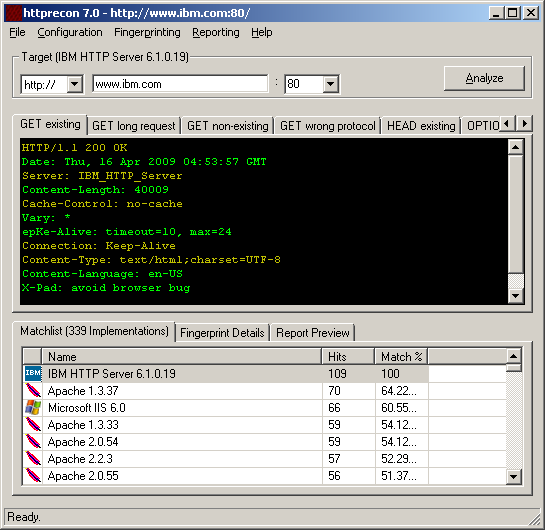 httprecon 7.0 - http://www.ibm.com:80/
File Configuration Fingerprinting Reporting Help
Target (IBM HTTP Server 6.1.0.19)
http:// www.ibm.com : 80 Analyze
GET existing GET long request GET non-existing GET wrong protocol HEAD existing OPTIO
HTTP/1.1 200 OK
Date: Thu, 16 Apr 2009 04:53:57 GMT
Server: IBM_HTTP_Server
Content-Length: 40009
Cache-Control: no-cache
Vary: *
epKe-Alive: timeout=10, max=24
Connection: Keep-Alive
Content-Type: text/html;charset=UTF-8
Content-Language: en-US
X-Pad: avoid browser bug
Matchlist (339 Implementations) Fingerprint Details Report Preview
Name Hits Match %
IBM IBM HTTP Server 6.1.0.19 109 100
Apache 1.3.37 70 64.22...
Microsoft IIS 6.0 66 60.55...
Apache 1.3.33 59 54.12...
Apache 2.0.54 59 54.12...
Apache 2.2.3 57 52.29...
Apache 2.0.55 56 51.37...
Ready.